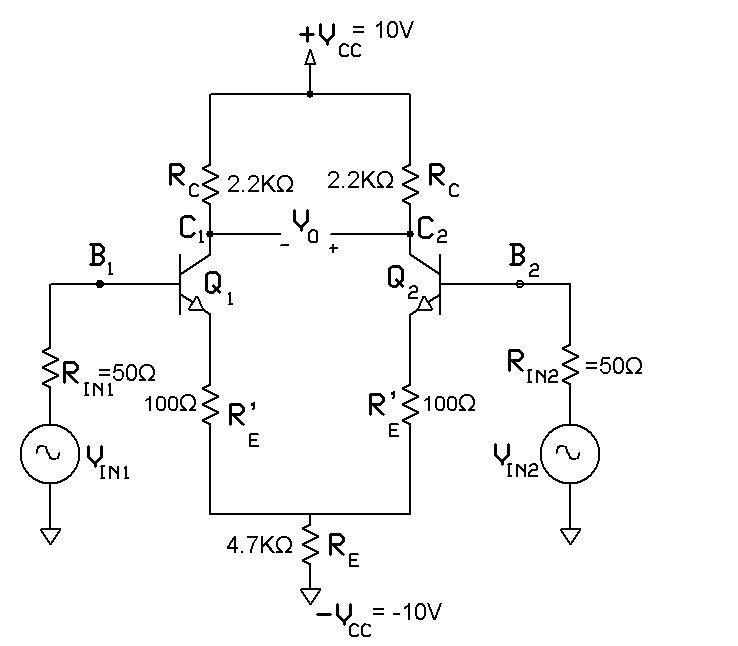 +VCC = 10V
RC 2.2KΩ 2.2KΩ RC
C1 - VO + C2
B1 Q1 Q2 B2
RIN1 =50Ω 100Ω R'E R'E 100Ω RIN2 =50Ω
VIN1 VIN2
4.7KΩ RE
-VCC = -10V